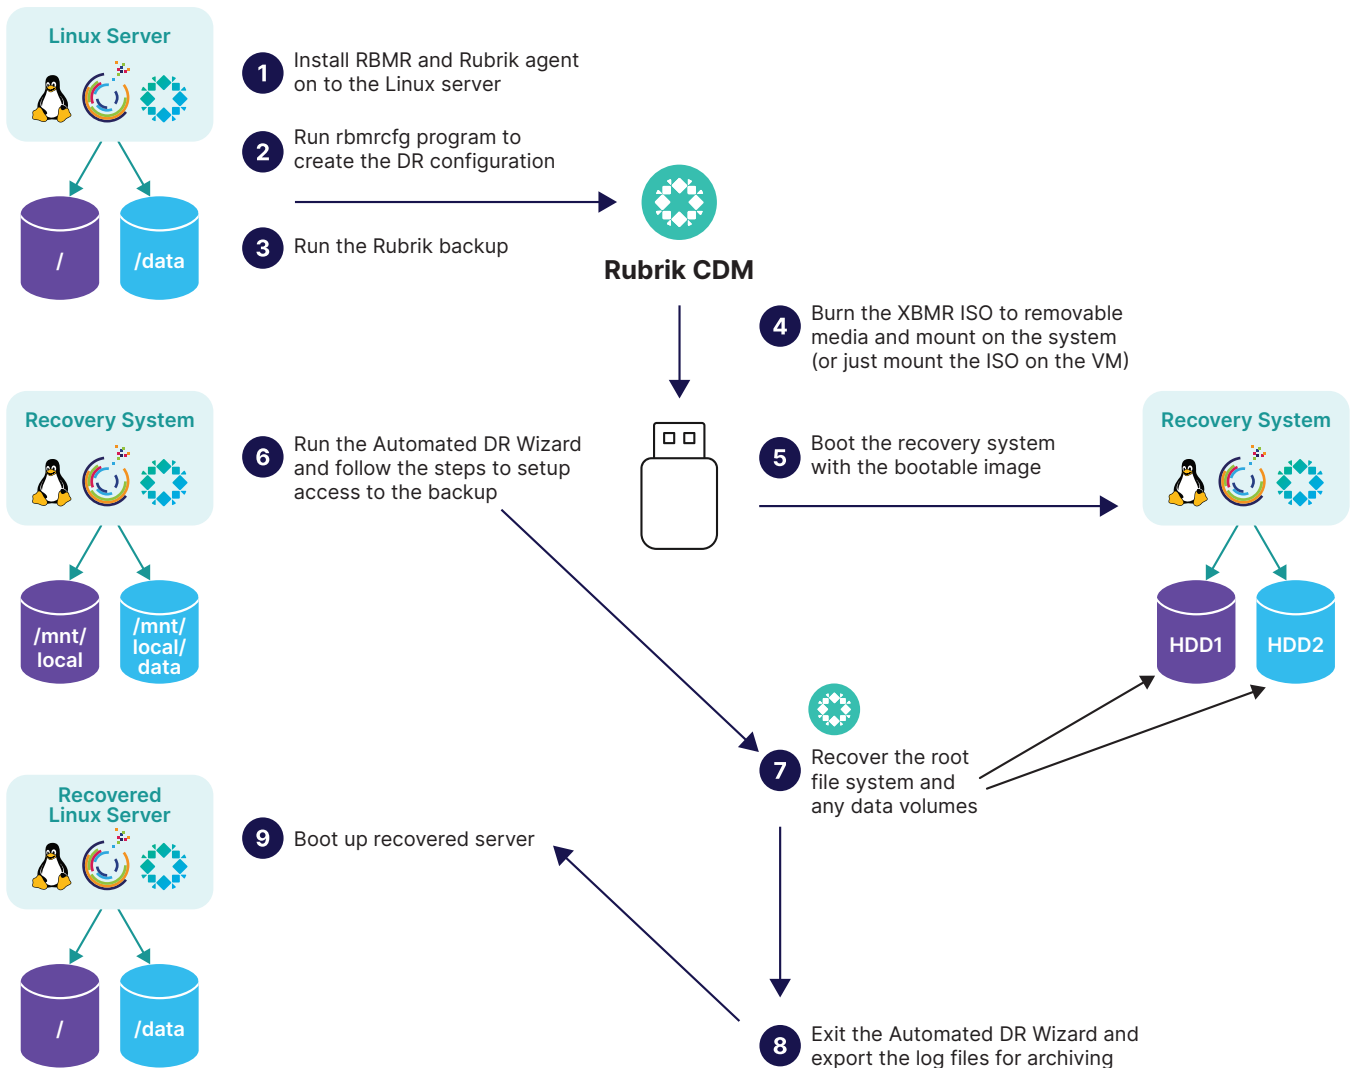 Linux Server
/
/data
1
Install RBMR and Rubrik agent
on to the Linux server
2
Run rbmrcfg program to
create the DR configuration
3
Run the Rubrik backup
Rubrik CDM
4
Burn the XBMR ISO to removable
media and mount on the system
(or just mount the ISO on the VM)
5
Boot the recovery system
with the bootable image
Recovery System
HDD1
HDD2
Recovery System
/mnt/
local
/mnt/
local/
data
6
Run the Automated DR Wizard
and follow the steps to setup
access to the backup
7
Recover the root
file system and
any data volumes
8
Exit the Automated DR Wizard and
export the log files for archiving
9
Boot up recovered server
Recovered
Linux Server
/
/data